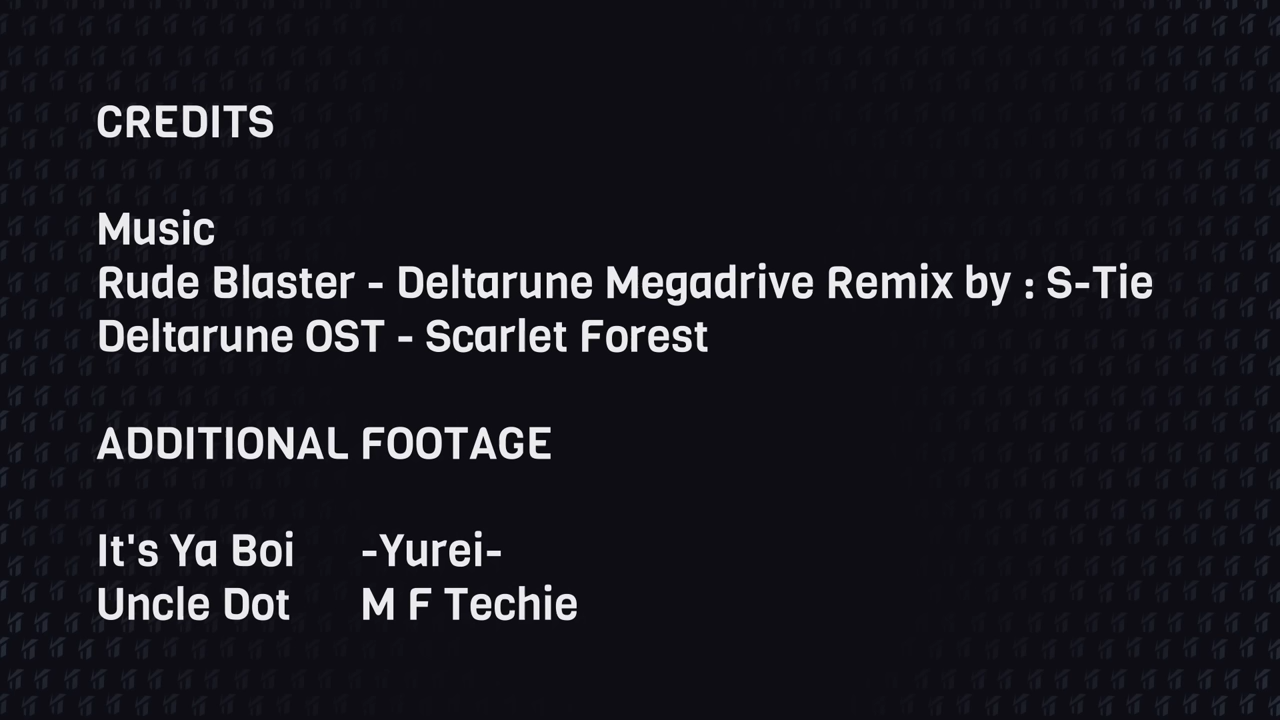 CREDITS
Music
Rude Blaster - Deltarune Megadrive Remix by : S-Tie
Deltarune OST - Scarlet Forest
ADDITIONAL FOOTAGE
It's Ya Boi -Yurei-
Uncle Dot M F Techie